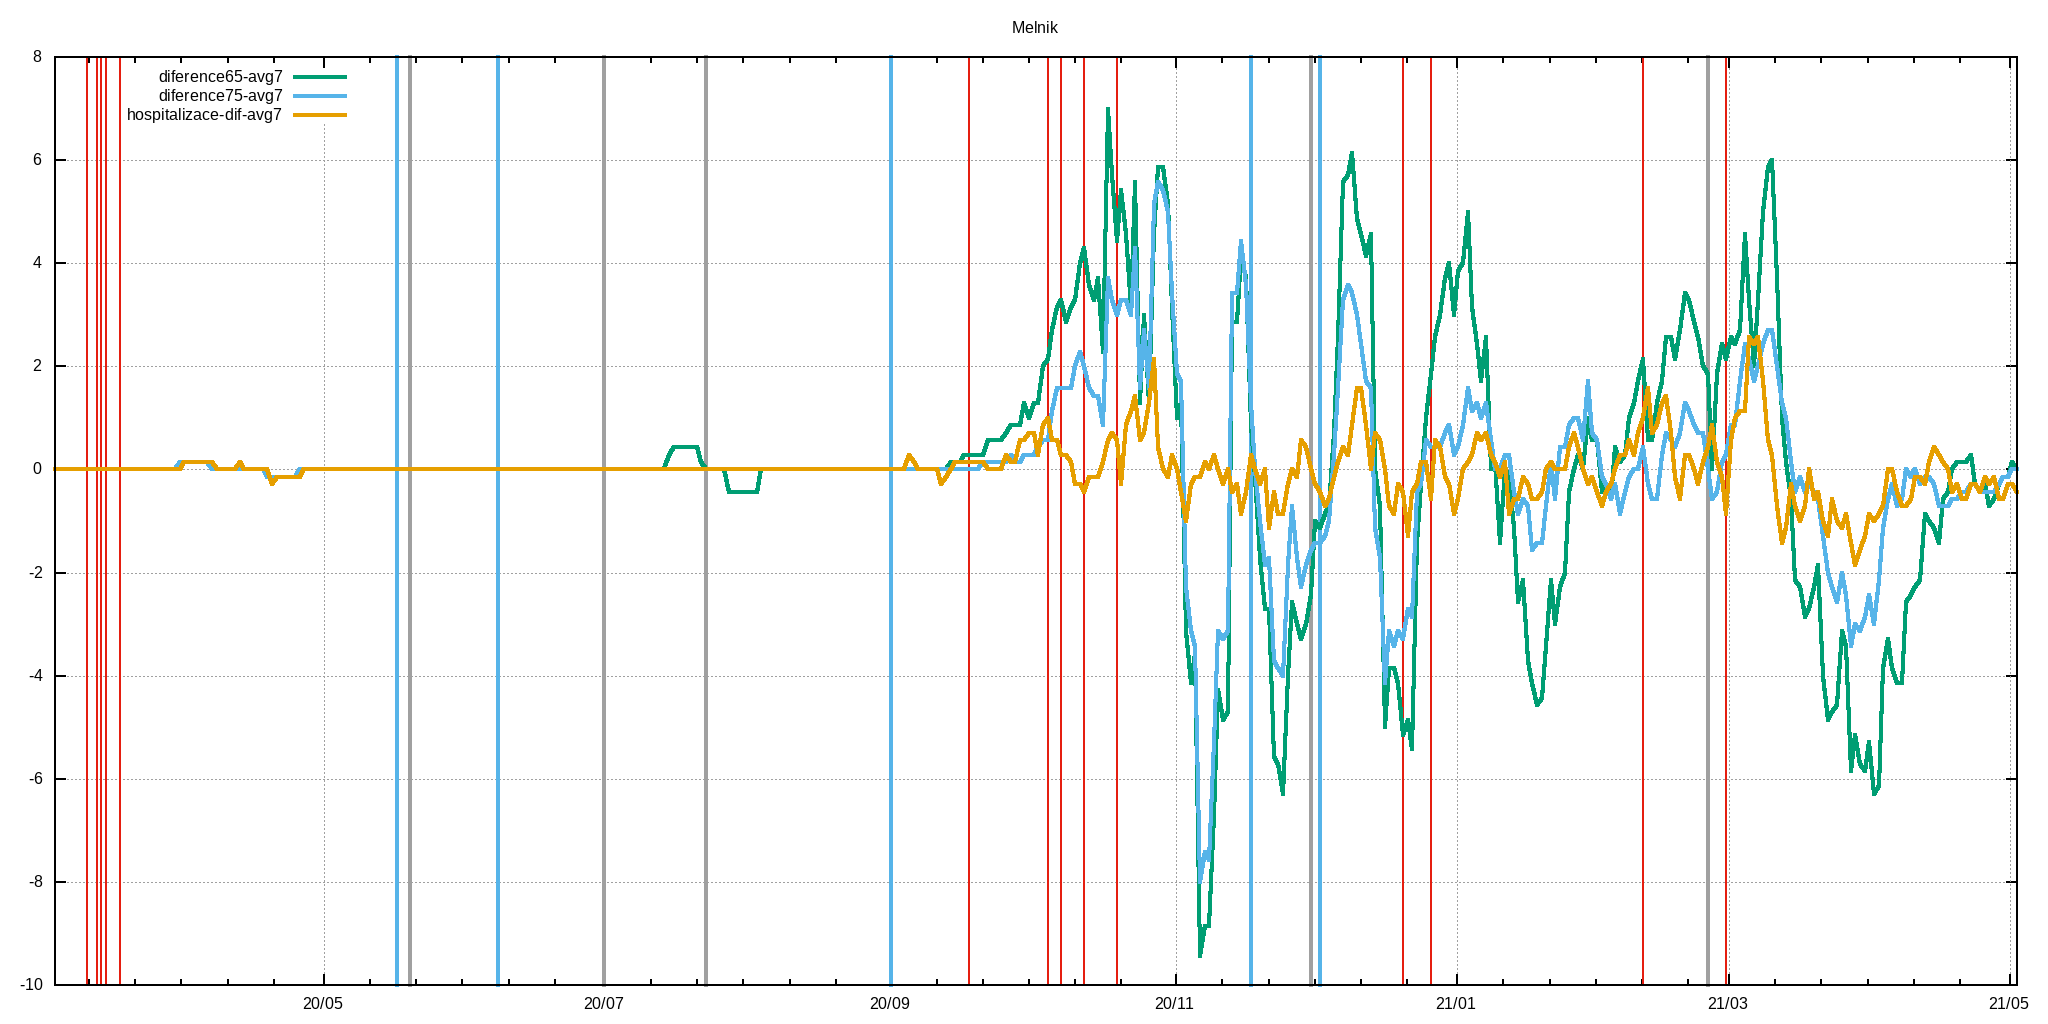 Melnik
diference65-avg7
diference75-avg7
hospitalizace-dif-avg7
8
6
4
2
0
-2
-4
-6
-8
-10
20/05 20/07 20/09 20/11 21/01 21/03 21/05